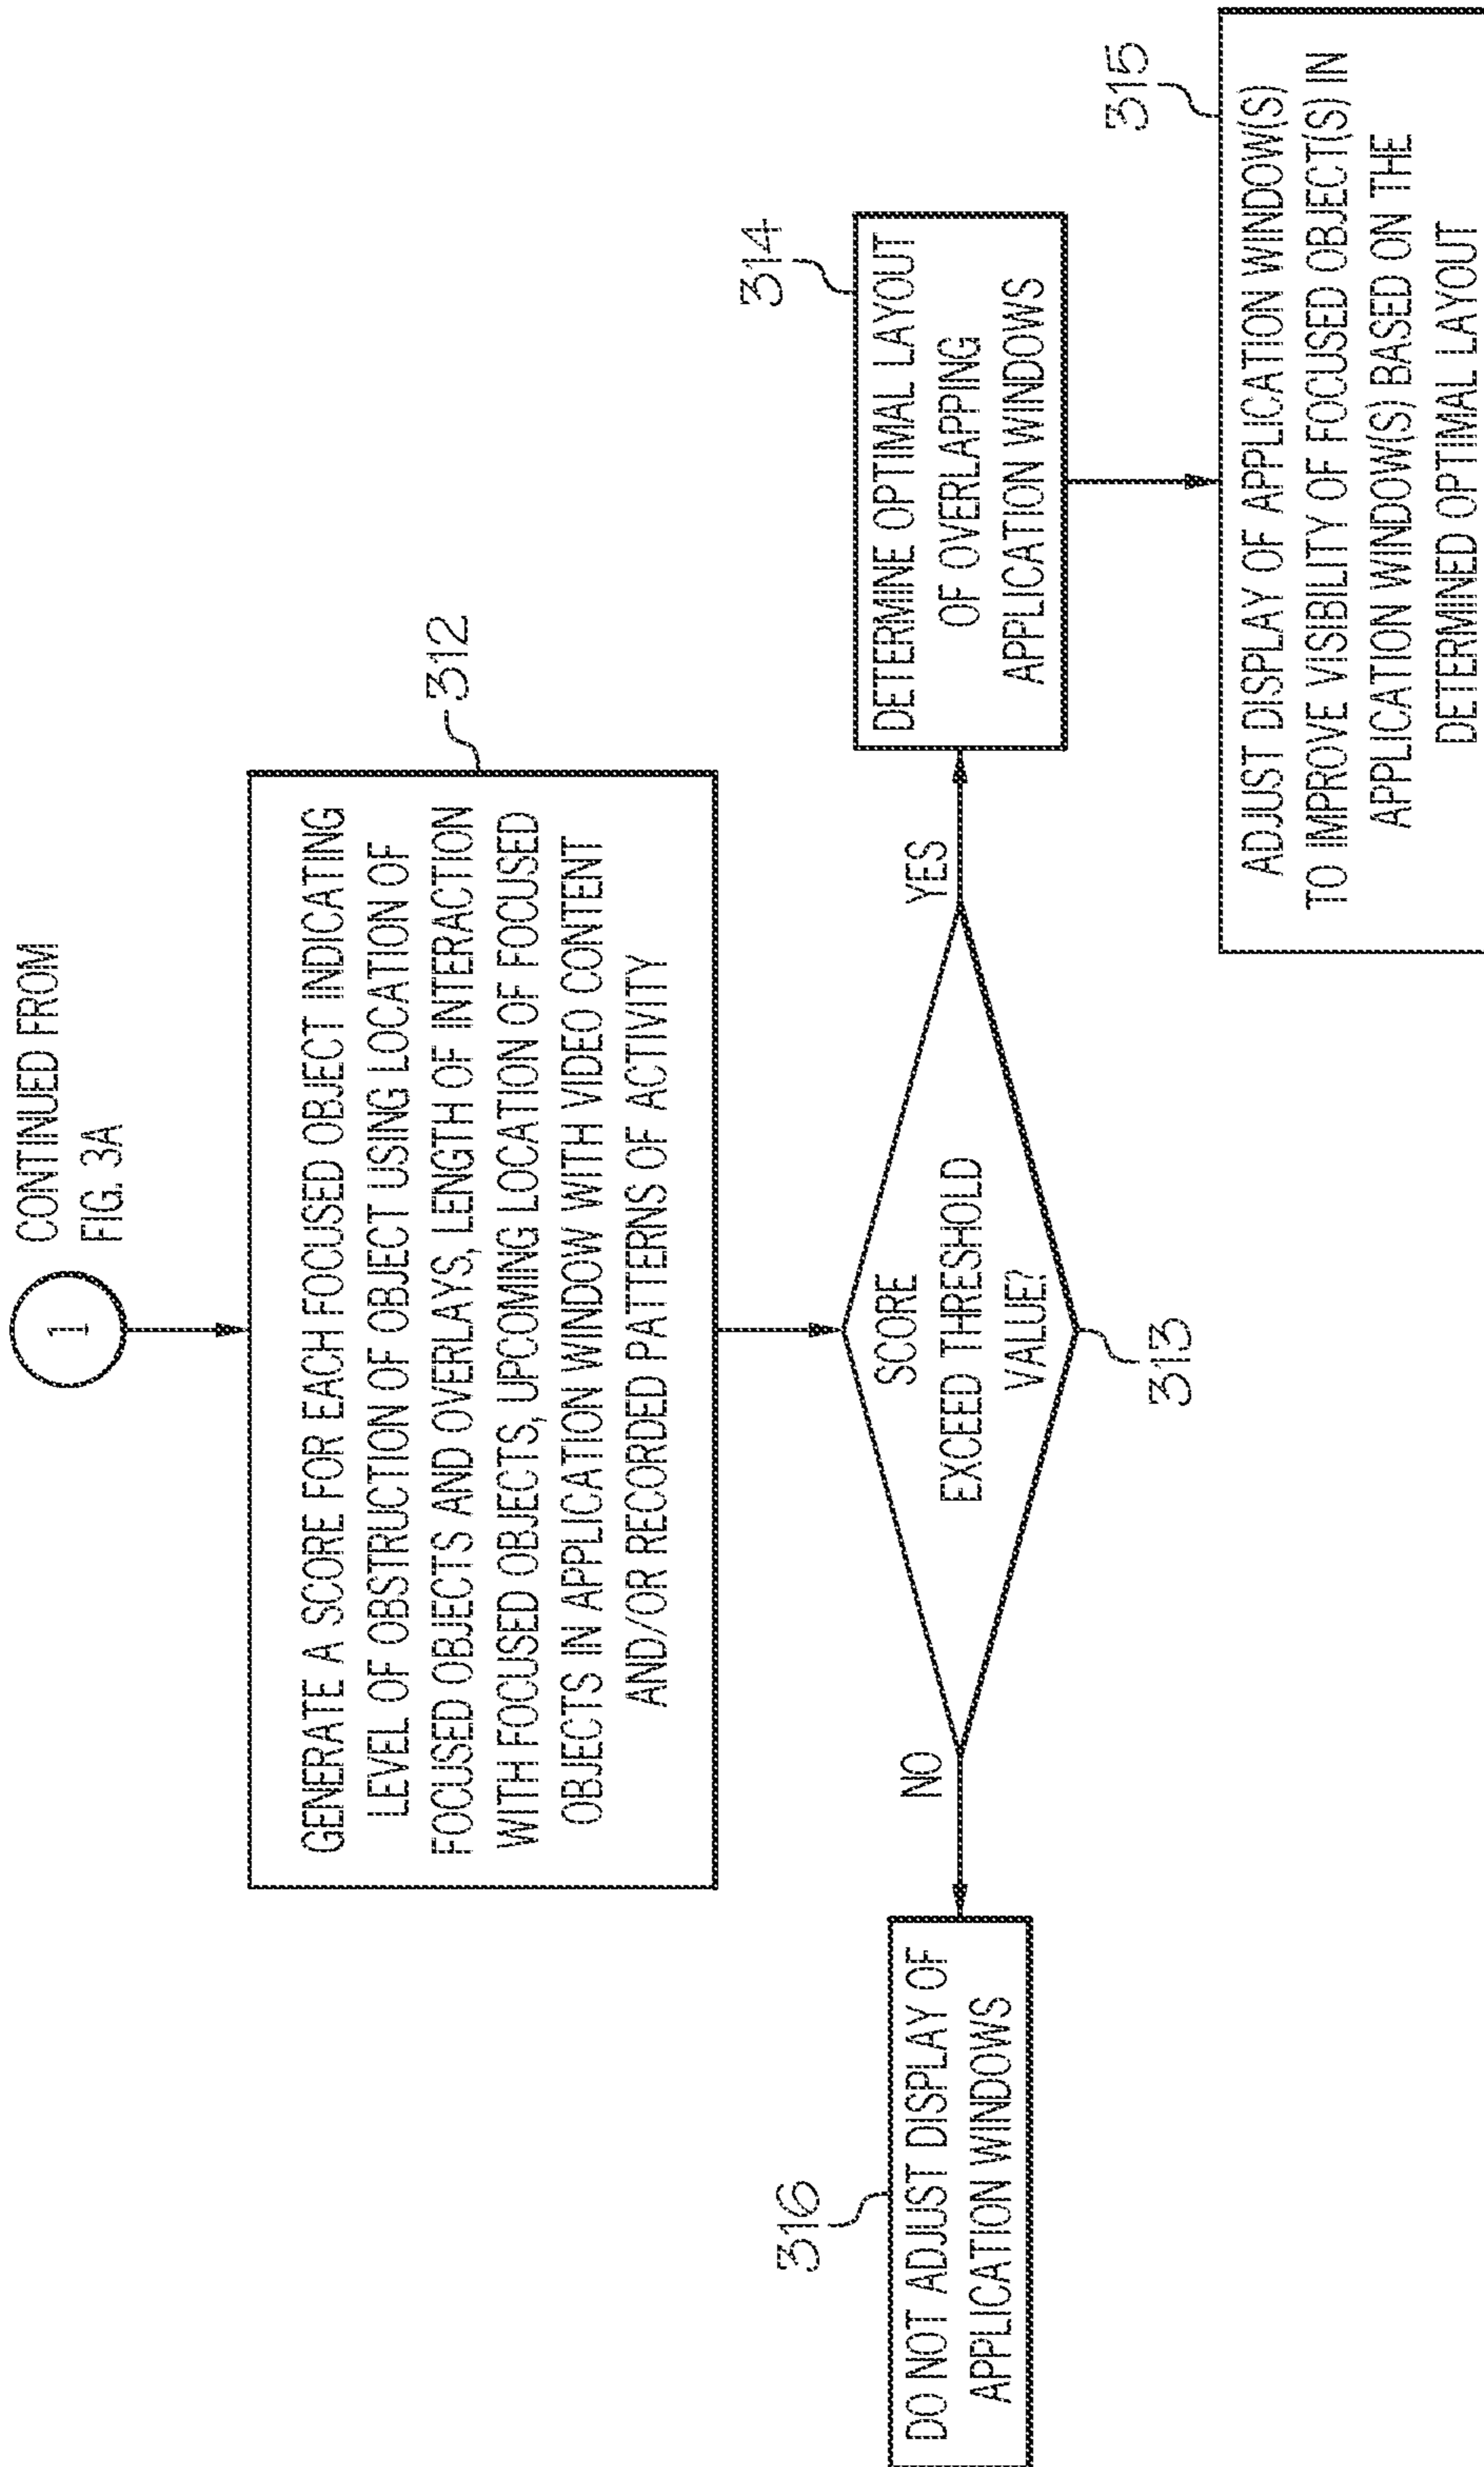 CONTINUED FROM
FIG. 3A
1
312
GENERATE A SCORE FOR EACH FOCUSED OBJECT INDICATING
LEVEL OF OBSTRUCTION OF OBJECT USING LOCATION OF
FOCUSED OBJECTS AND OVERLAYS, LENGTH OF INTERACTION
WITH FOCUSED OBJECTS, UPCOMING LOCATION OF FOCUSED
OBJECTS IN APPLICATION WINDOW WITH VIDEO CONTENT
AND/OR RECORDED PATTERNS OF ACTIVITY
SCORE
EXCEED THRESHOLD
VALUE?
313
NO
YES
316
DO NOT ADJUST DISPLAY OF
APPLICATION WINDOWS
314
DETERMINE OPTIMAL LAYOUT
OF OVERLAPPING
APPLICATION WINDOWS
315
ADJUST DISPLAY OF APPLICATION WINDOW(S)
TO IMPROVE VISIBILITY OF FOCUSED OBJECT(S) IN
APPLICATION WINDOW(S) BASED ON THE
DETERMINED OPTIMAL LAYOUT